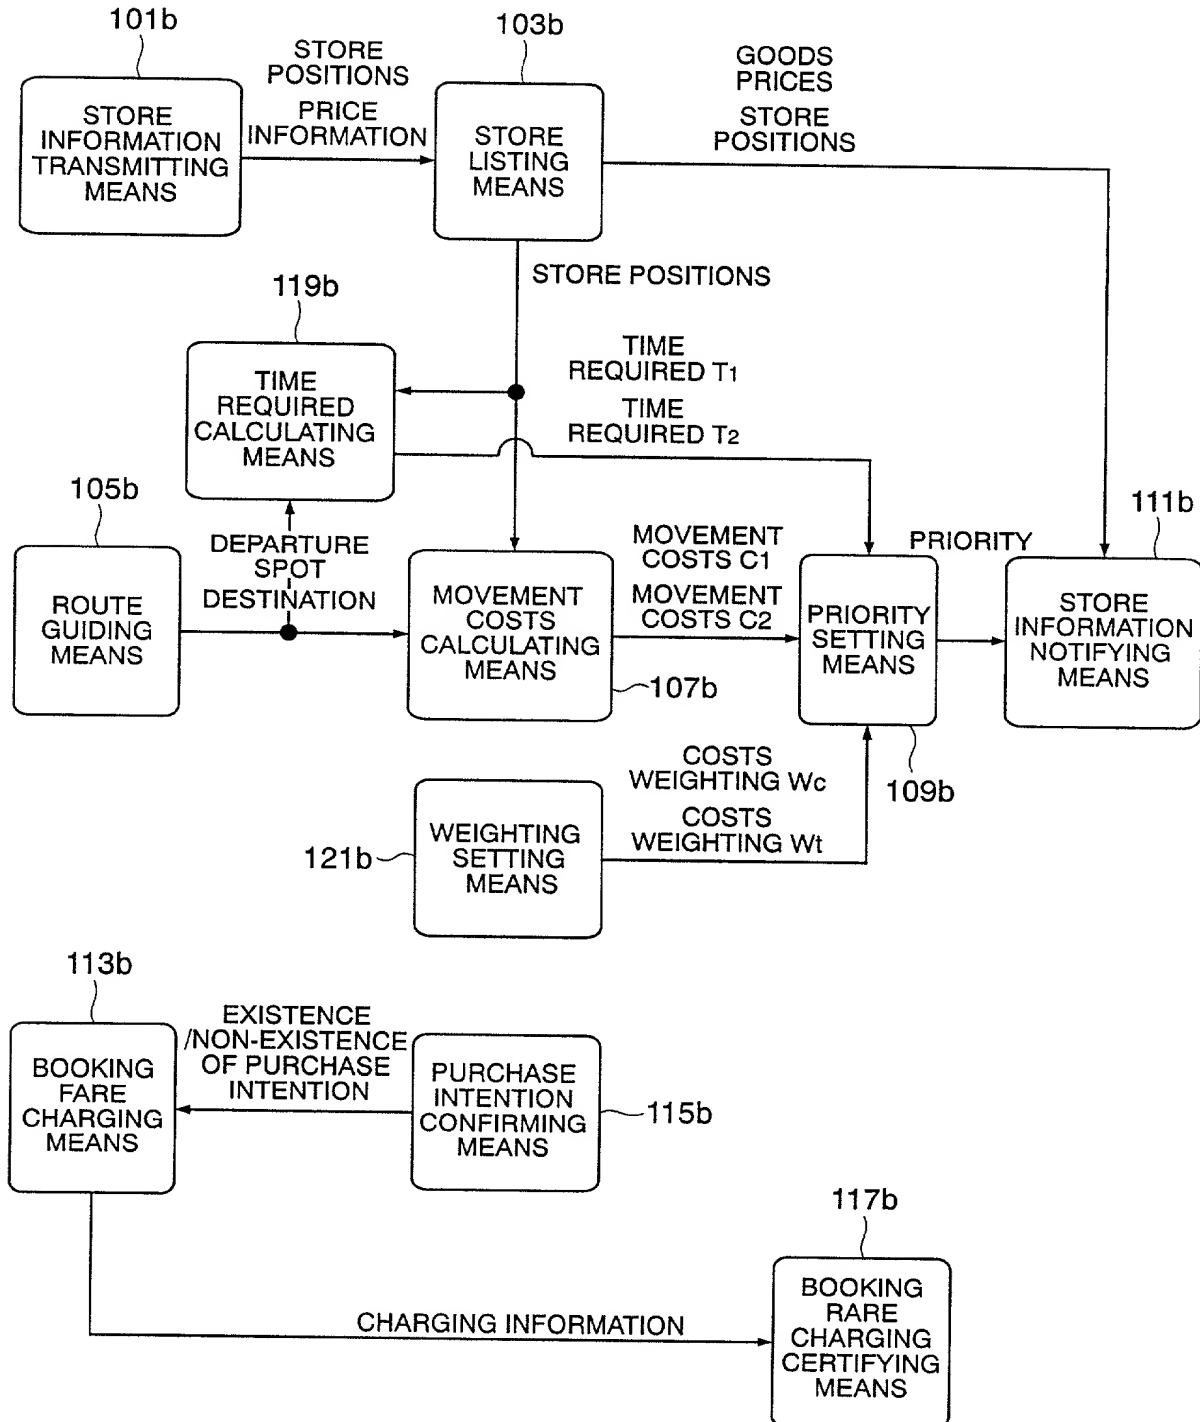 101b
STORE
INFORMATION
TRANSMITTING
MEANS
STORE
POSITIONS
PRICE
INFORMATION
103b
STORE
LISTING
MEANS
GOODS
PRICES
STORE
POSITIONS
STORE POSITIONS
119b
TIME
REQUIRED
CALCULATING
MEANS
TIME
REQUIRED T1
TIME
REQUIRED T2
105b
ROUTE
GUIDING
MEANS
DEPARTURE
SPOT
DESTINATION
MOVEMENT
COSTS
CALCULATING
MEANS
107b
MOVEMENT
COSTS C1
MOVEMENT
COSTS C2
PRIORITY
SETTING
MEANS
109b
PRIORITY
111b
STORE
INFORMATION
NOTIFYING
MEANS
121b
WEIGHTING
SETTING
MEANS
COSTS
WEIGHTING Wc
COSTS
WEIGHTING Wt
113b
BOOKING
FARE
CHARGING
MEANS
EXISTENCE
/NON-EXISTENCE
OF PURCHASE
INTENTION
PURCHASE
INTENTION
CONFIRMING
MEANS
115b
CHARGING INFORMATION
117b
BOOKING
RARE
CHARGING
CERTIFYING
MEANS